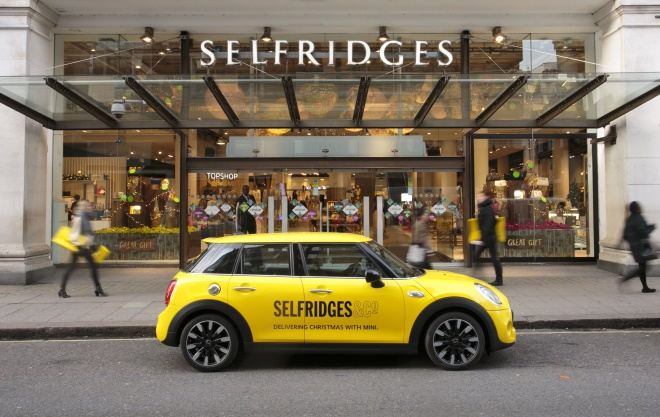 SELFRIDGES
TOPSHOP
GREAT GIFT
GREAT GIFT
SELFRIDGES&Co
DELIVERING CHRISTMAS WITH MINI.